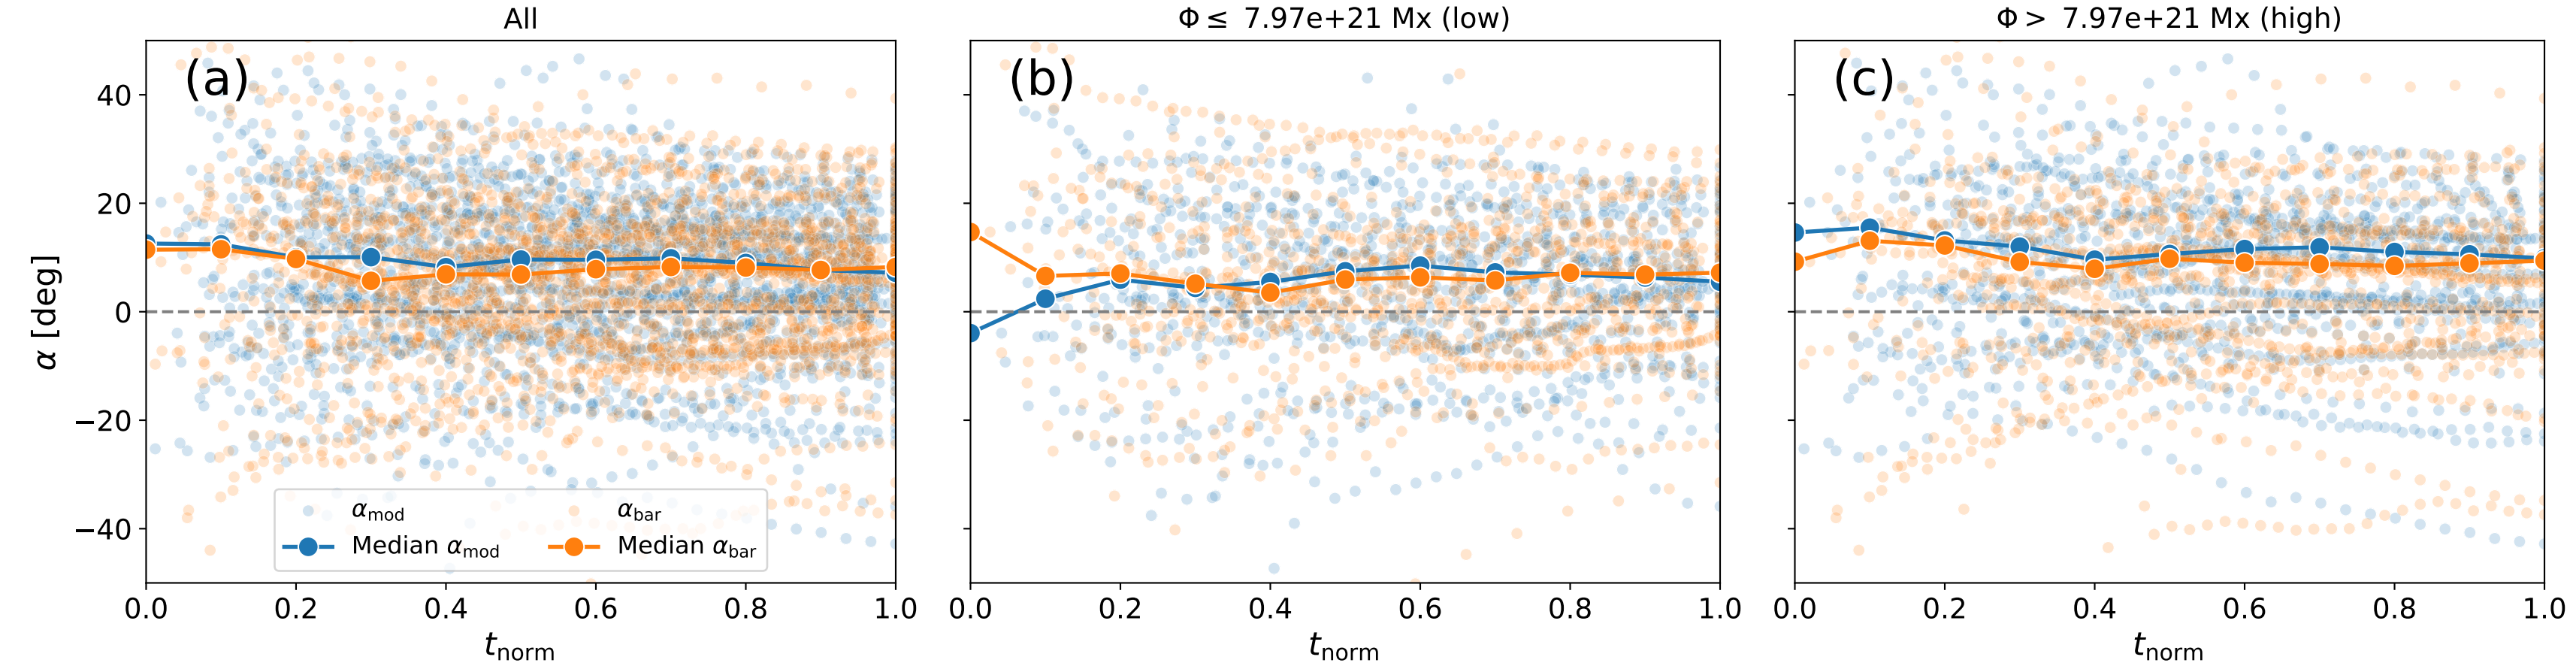 All
Φ ≤ 7.97e+21 Mx (low)
Φ > 7.97e+21 Mx (high)
(a)
(b)
(c)
α [deg]
40
20
0
−20
−40
α_mod
α_bar
Median α_mod
Median α_bar
0.0 0.2 0.4 0.6 0.8 1.0
0.0 0.2 0.4 0.6 0.8 1.0
0.0 0.2 0.4 0.6 0.8 1.0
t_norm
t_norm
t_norm